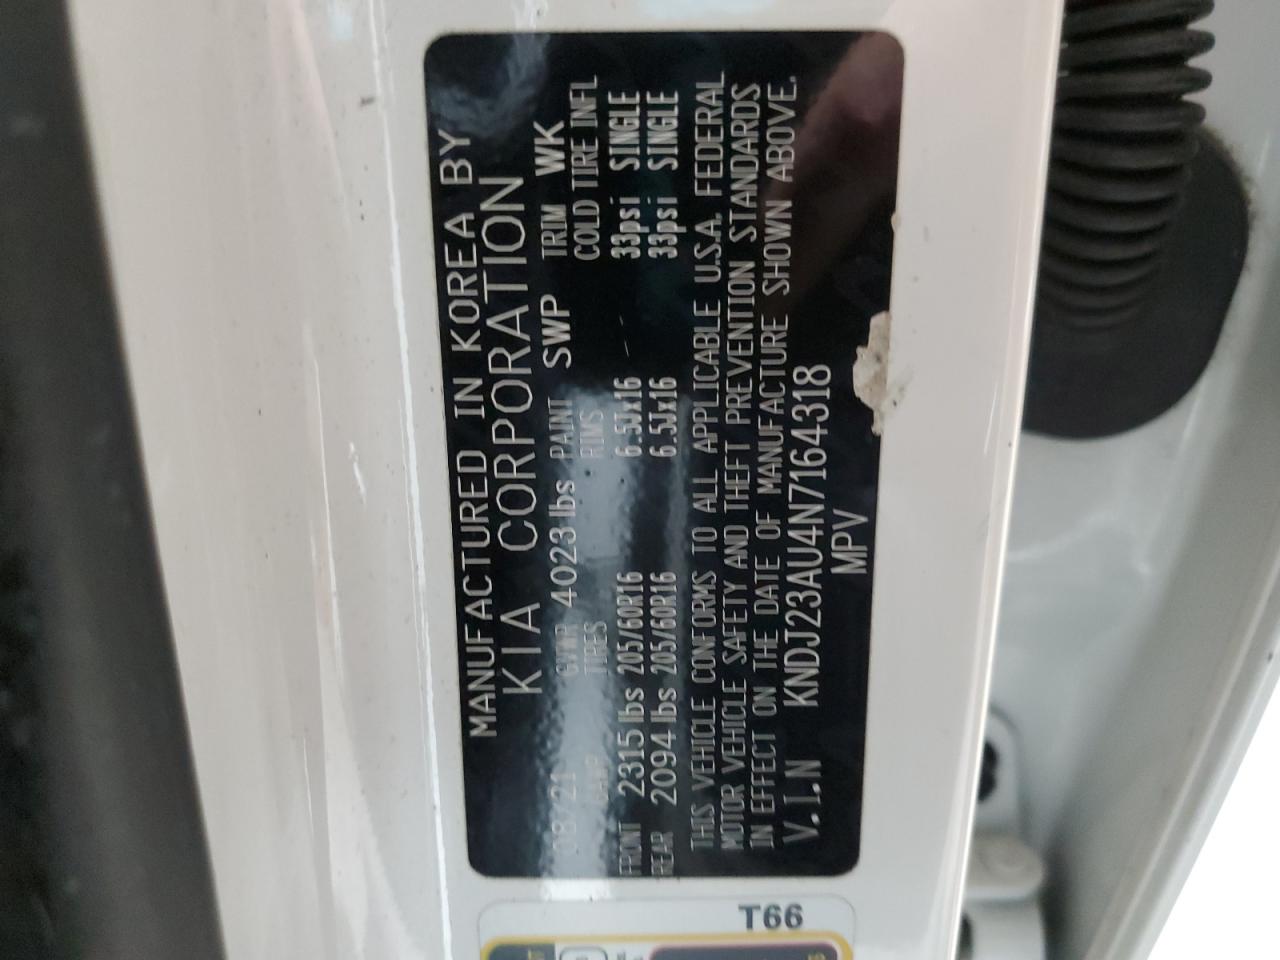 MANUFACTURED IN KOREA BY
KIA CORPORATION
08/21 GVWR 4023 lbs PAINT SWP TRIM WK
GAWR TIRES RIMS COLD TIRE INFL
FRONT 2315 lbs 205/60R16 6.5Jx16 33psi SINGLE
REAR 2094 lbs 205/60R16 6.5Jx16 33psi SINGLE
THIS VEHICLE CONFORMS TO ALL APPLICABLE U.S.A. FEDERAL
MOTOR VEHICLE SAFETY AND THEFT PREVENTION STANDARDS
IN EFFECT ON THE DATE OF MANUFACTURE SHOWN ABOVE.
V.I.N KNDJ23AU4N7164318
MPV
T66